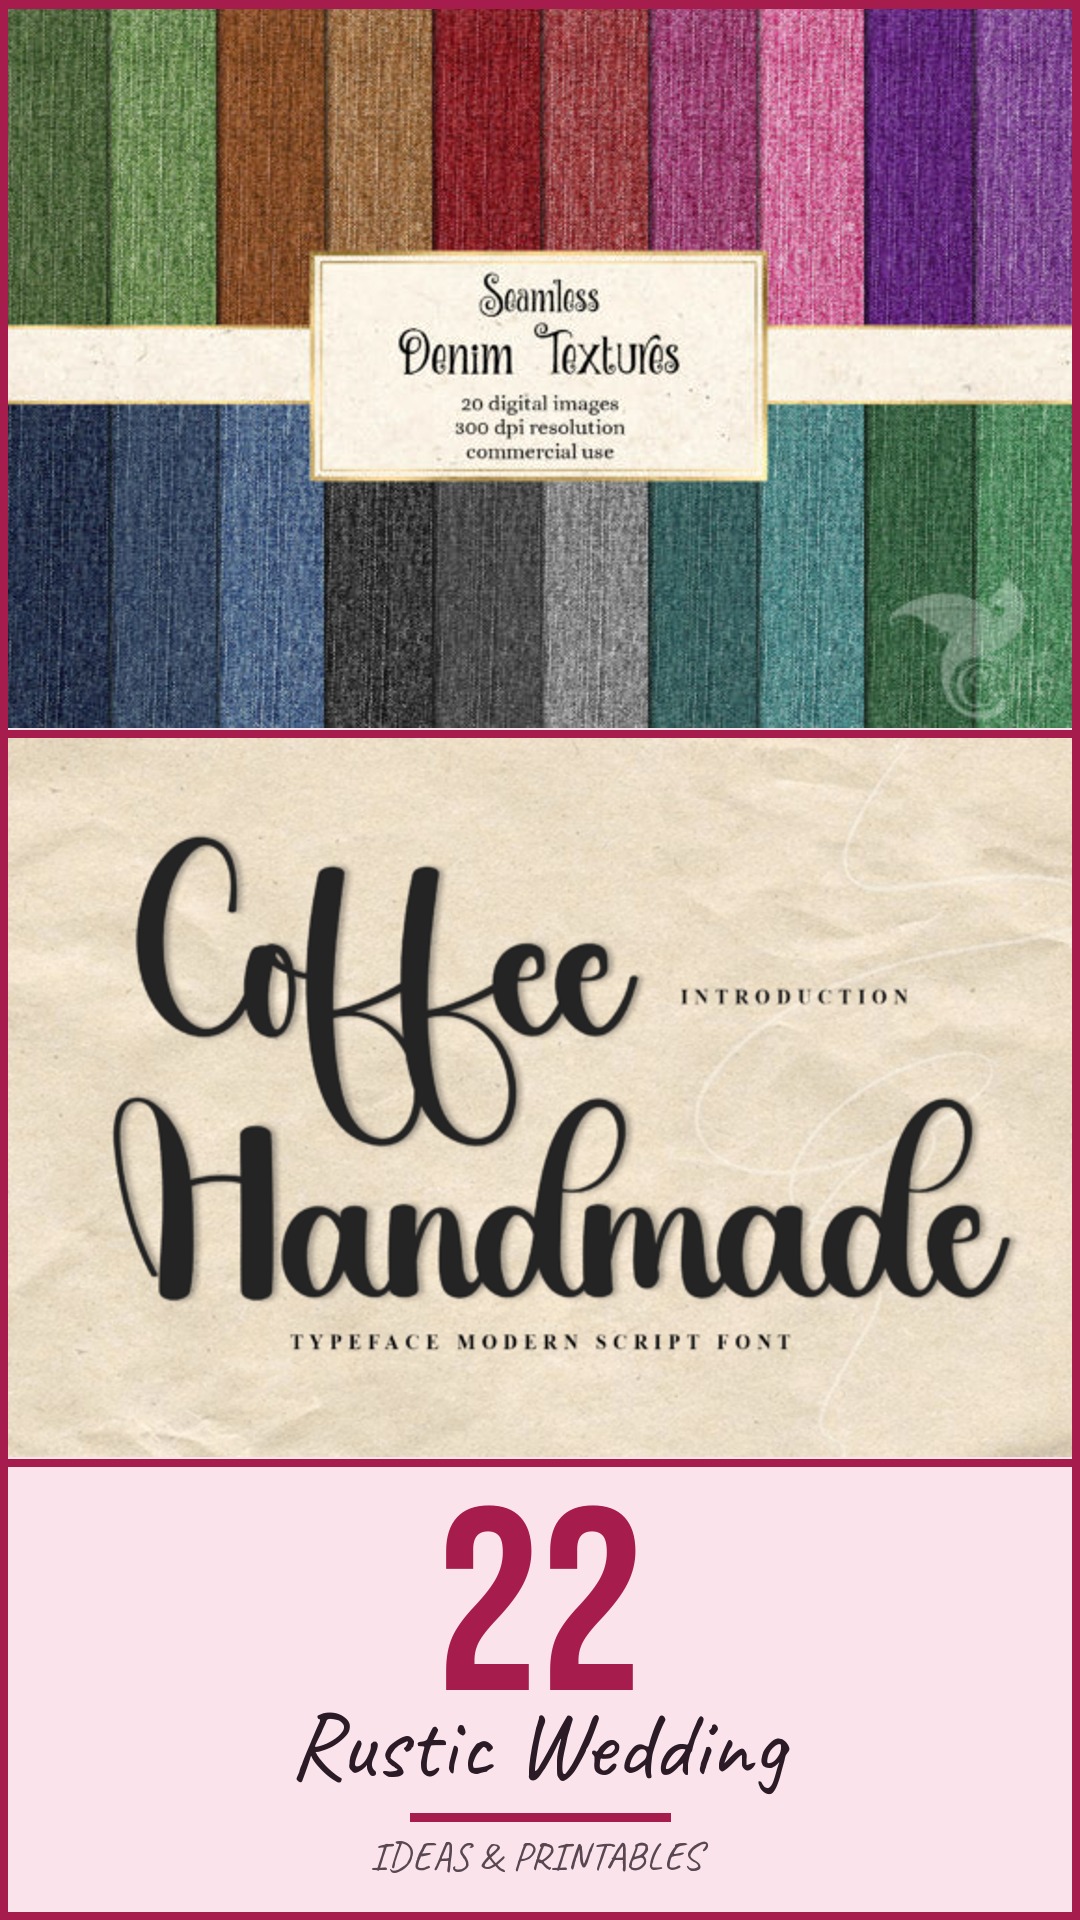 Seamless
Denim Textures
20 digital images
300 dpi resolution
commercial use
Coffee
INTRODUCTION
Handmade
TYPEFACE MODERN SCRIPT FONT
22
Rustic Wedding
IDEAS & PRINTABLES